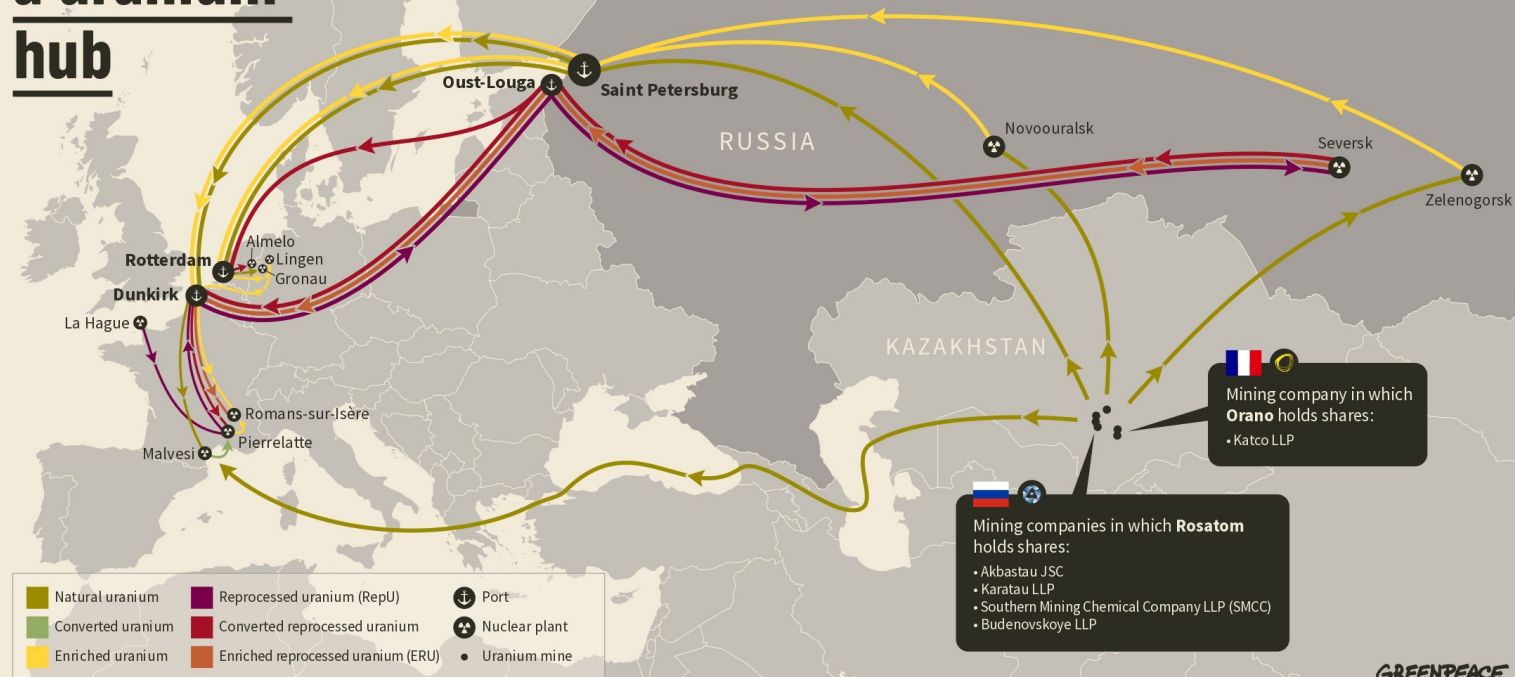 hub
Oust-Louga
Saint Petersburg
RUSSIA
Novoouralsk
Seversk
Zelenogorsk
Almelo
Rotterdam
Lingen
Gronau
Dunkirk
La Hague
KAZAKHSTAN
Romans-sur-Isère
Pierrelatte
Malvesi
Mining company in which
Orano holds shares:
• Katco LLP
Mining companies in which Rosatom
holds shares:
• Akbastau JSC
• Karatau LLP
• Southern Mining Chemical Company LLP (SMCC)
• Budenovskoye LLP
Natural uranium
Converted uranium
Enriched uranium
Reprocessed uranium (RepU)
Converted reprocessed uranium
Enriched reprocessed uranium (ERU)
Port
Nuclear plant
Uranium mine
GREENPEACE